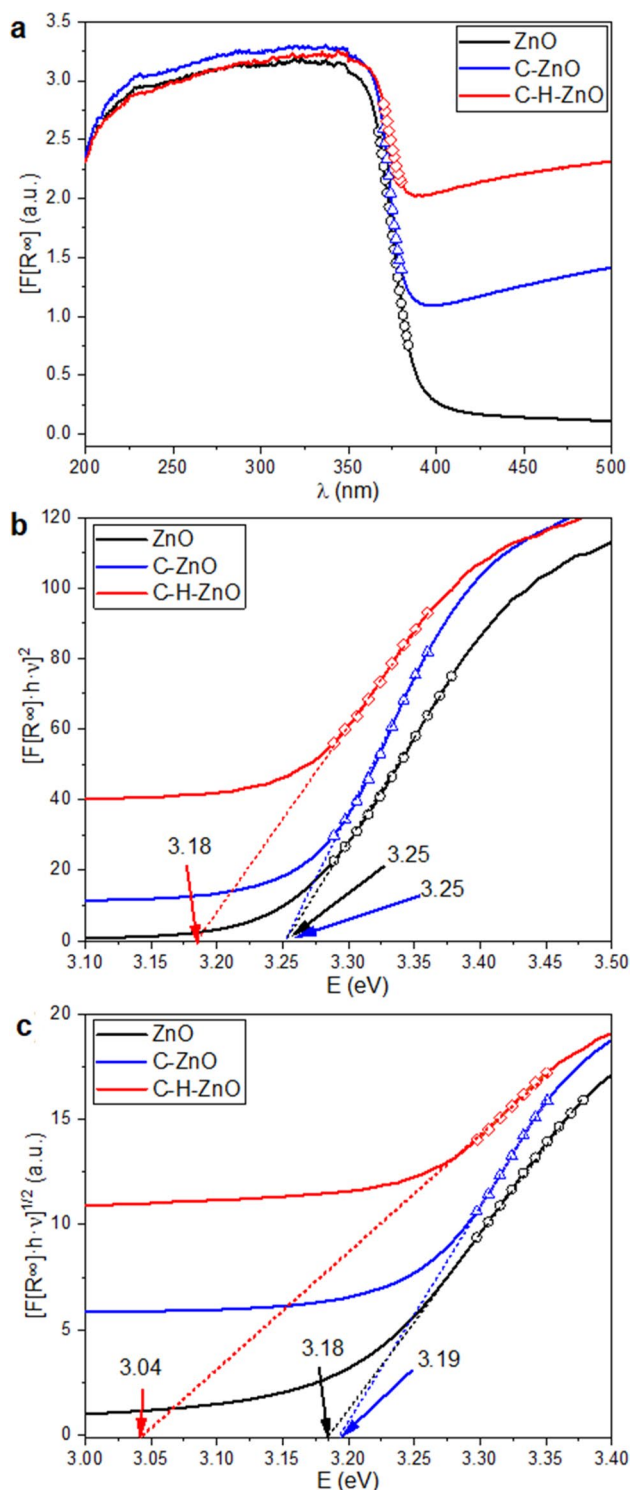 a
ZnO
C-ZnO
C-H-ZnO
[F[R∞] (a.u.)
3.5
3.0
2.5
2.0
1.5
1.0
0.5
0.0
200 250 300 350 400 450 500
λ (nm)
b
ZnO
C-ZnO
C-H-ZnO
[F[R∞]·h·ν]²
120
100
80
60
40
20
0
3.18
3.25
3.25
3.10 3.15 3.20 3.25 3.30 3.35 3.40 3.45 3.50
E (eV)
c
ZnO
C-ZnO
C-H-ZnO
[F[R∞]·h·ν]¹ᐟ² (a.u.)
20
15
10
5
0
3.04
3.18
3.19
3.00 3.05 3.10 3.15 3.20 3.25 3.30 3.35 3.40
E (eV)